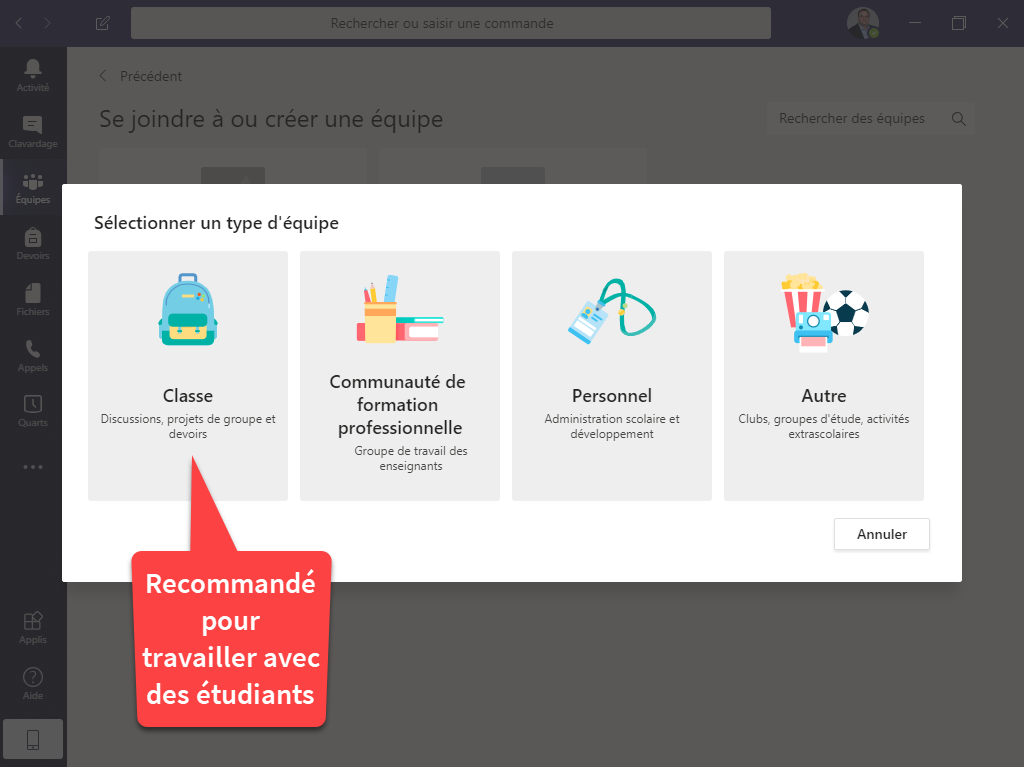 Rechercher ou saisir une commande
Activité
Clavardage
Équipes
Devoirs
Fichiers
Appels
Quarts
Applis
Aide
Précédent
Se joindre à ou créer une équipe
Rechercher des équipes
Sélectionner un type d'équipe
Classe
Discussions, projets de groupe et
devoirs
Communauté de
formation
professionnelle
Groupe de travail des
enseignants
Personnel
Administration scolaire et
développement
Autre
Clubs, groupes d'étude, activités
extrascolaires
Annuler
Recommandé
pour
travailler avec
des étudiants